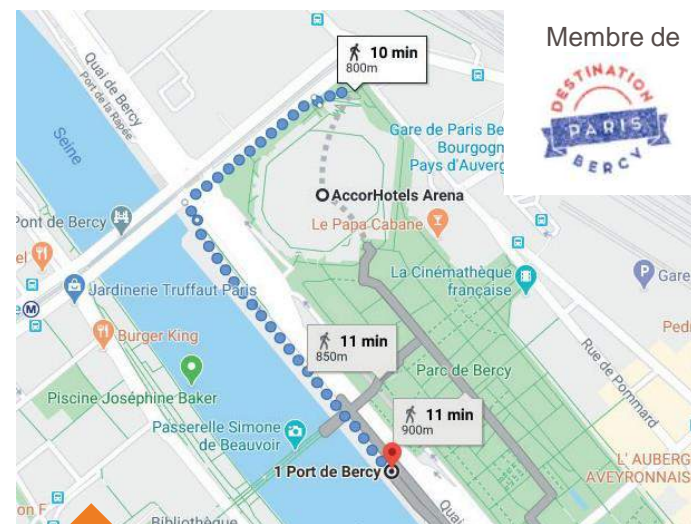 Membre de
DESTINATION
PARIS
BERCY
10 min
800m
Quai de Bercy
Port de la Rapée
Seine
Gare de Paris Be
Bourgogn
Pays d'Auverg
AccorHotels Arena
Pont de Bercy
Le Papa Cabane
el
La Cinémathèque
française
Gare
M
Jardinerie Truffaut Paris
Burger King
11 min
850m
Parc de Bercy
Pedr
Rue de Pommard
Piscine Joséphine Baker
11 min
900m
Passerelle Simone
de Beauvoir
1 Port de Bercy
L' AUBERG
AVEYRONNAIS
Quai
on F
Bibliothèque